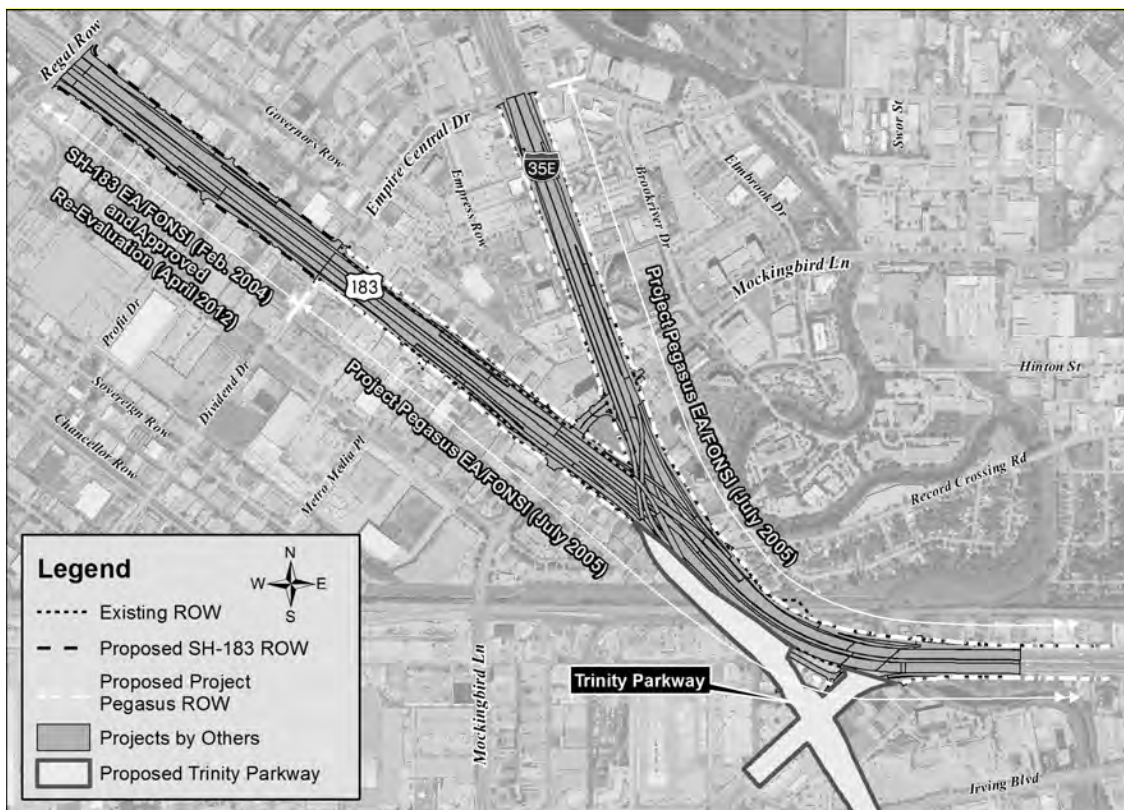 Regal Row
Governors Row
Empire Central Dr
Empress Row
35E
Brookriver Dr
Elmbrook Dr
Swor St
Mockingbird Ln
SH-183 EA/FONSI (Feb. 2004)
and Approved
Re-Evaluation (April 2012)
183
Profit Dr
Dividend Dr
Sovereign Row
Chancellor Row
Metro Media Pl
Project Pegasus EA/FONSI (July 2005)
Project Pegasus EA/FONSI (July 2005)
Hinton St
Record Crossing Rd
Mockingbird Ln
Trinity Parkway
Irving Blvd
Legend
N
W
E
S
Existing ROW
Proposed SH-183 ROW
Proposed Project
Pegasus ROW
Projects by Others
Proposed Trinity Parkway